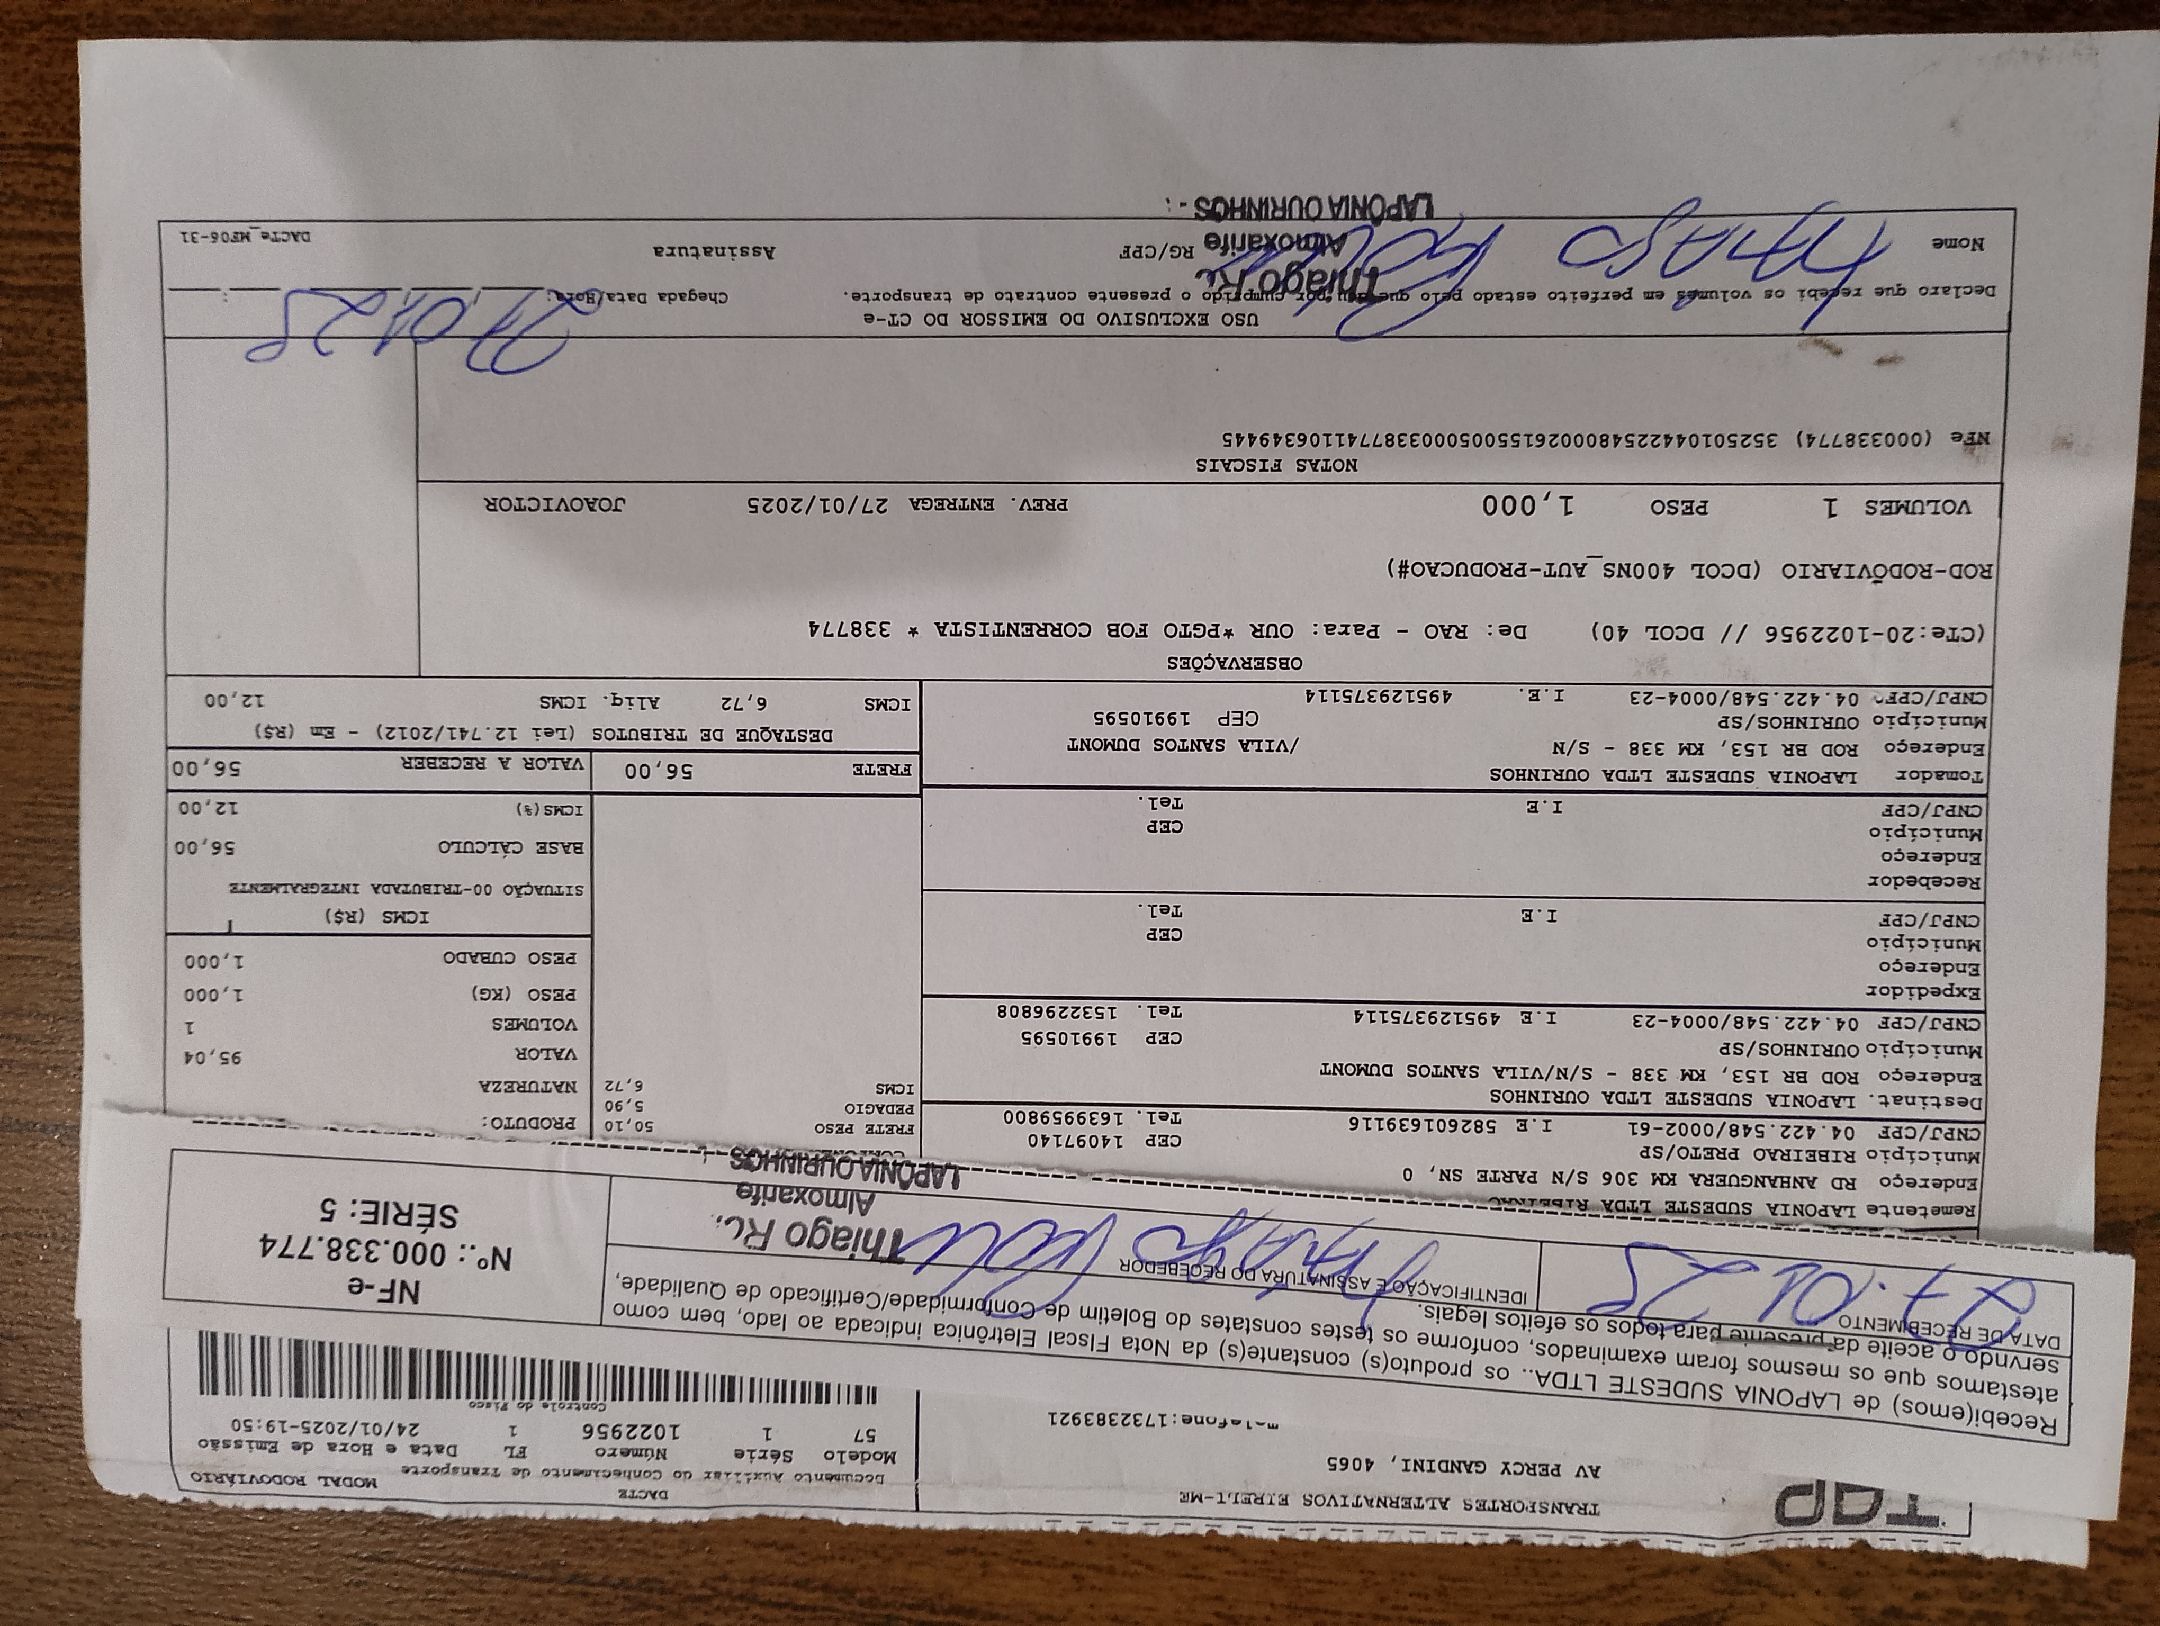 TRANSPORTES ALTERNATIVOS EIRELI-ME
AV PERCY GANDINI, 4065
Telefone:1732383921
DACTE
Documento Auxiliar do Conhecimento de Transporte
MODAL RODOVIÁRIO
Modelo Série Número FL Data e Hora de Emissão
57 1 1022956 1 24/01/2025-19:50
Controle do Fisco
Recebi(emos) de LAPONIA SUDESTE LTDA.. os produto(s) constante(s) da Nota Fiscal Eletrônica indicada ao lado, bem como
atestamos que os mesmos foram examinados, conforme os testes constates do Boletim de Conformidade/Certificado de Qualidade,
servndo o aceite da presente para todos os efeitos legais.
DATA DE RECEBIMENTO
27.01.25
IDENTIFICAÇÃO E ASSINATURA DO RECEBEDOR
Thiago
Almoxarife
LAPÔNIA OURINHOS
NF-e
Nº.: 000.338.774
SÉRIE: 5
Remetente LAPONIA SUDESTE LTDA
Endereço RD ANHANGUERA KM 306 S/N PARTE SN, 0
Município RIBEIRAO PRETO/SP CEP 14097140
CNPJ/CPF 04.422.548/0002-61 I.E 582601639116 Tel. 1639959800
Destinat. LAPONIA SUDESTE LTDA OURINHOS
Endereço ROD BR 153, KM 338 - S/N/VILA SANTOS DUMONT
Município OURINHOS/SP CEP 19910595
CNPJ/CPF 04.422.548/0004-23 I.E 495129375114 Tel. 1532296808
Expedidor
Endereço
Município CEP
CNPJ/CPF I.E Tel.
Recebedor
Endereço
Município CEP
CNPJ/CPF I.E Tel.
Tomador LAPONIA SUDESTE LTDA OURINHOS
Endereço ROD BR 153, KM 338 - S/N /VILA SANTOS DUMONT
Município OURINHOS/SP CEP 19910595
CNPJ/CPF 04.422.548/0004-23 I.E. 495129375114
FRETE PESO 50,10
PEDAGIO 5,90
ICMS 6,72
PRODUTO:
NATUREZA
VALOR 95,04
VOLUMES 1
PESO (KG) 1,000
PESO CUBADO 1,000
ICMS (R$)
SITUAÇÃO 00-TRIBUTADA INTEGRALMENTE
BASE CÁLCULO 56,00
ICMS(%) 12,00
FRETE 56,00 VALOR A RECEBER 56,00
DESTAQUE DE TRIBUTOS (Lei 12.741/2012) - Em (R$)
ICMS 6,72 Aliq. ICMS 12,00
OBSERVAÇÕES
(CTe:20-1022956 // DCOL 40) De: RAO - Para: OUR *PGTO FOB CORRENTISTA * 338774
ROD-RODOVIARIO (DCOL 400NS_AUT-PRODUCAO#)
VOLUMES 1 PESO 1,000 PREV. ENTREGA 27/01/2025 JOAOVICTOR
NOTAS FISCAIS
NFe (000338774) 35250104422548000261550050003387741106349445
USO EXCLUSIVO DO EMISSOR DO CT-e
Declaro que recebi os volumes em perfeito estado pelo que dou por cumprido o presente contrato de transporte.
Chegada Data/Hora:
27,01,25
Nome Thiago RG/CPF Assinatura
Thiago
Almoxarife
LAPÔNIA OURINHOS
DACTe_MF06-31